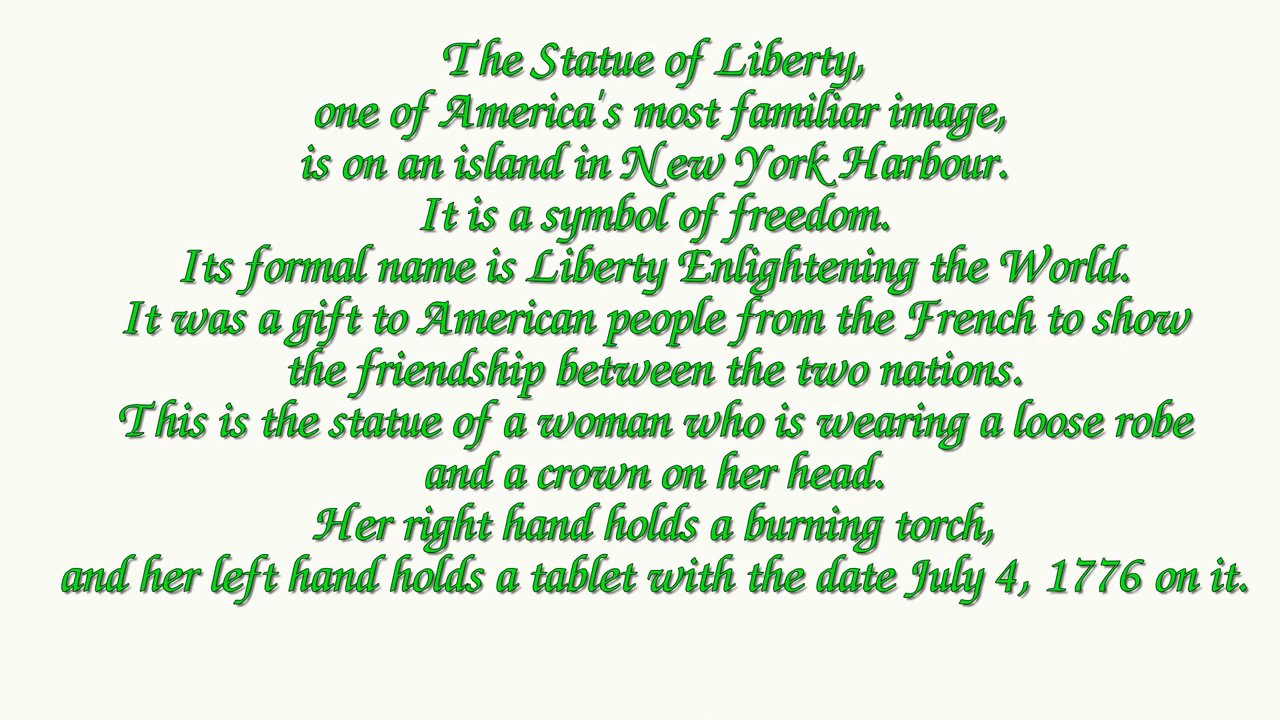 The Statue of Liberty,
one of America's most familiar image,
is on an island in New York Harbour.
It is a symbol of freedom.
Its formal name is Liberty Enlightening the World.
It was a gift to American people from the French to show
the friendship between the two nations.
This is the statue of a woman who is wearing a loose robe
and a crown on her head.
Her right hand holds a burning torch,
and her left hand holds a tablet with the date July 4, 1776 on it.